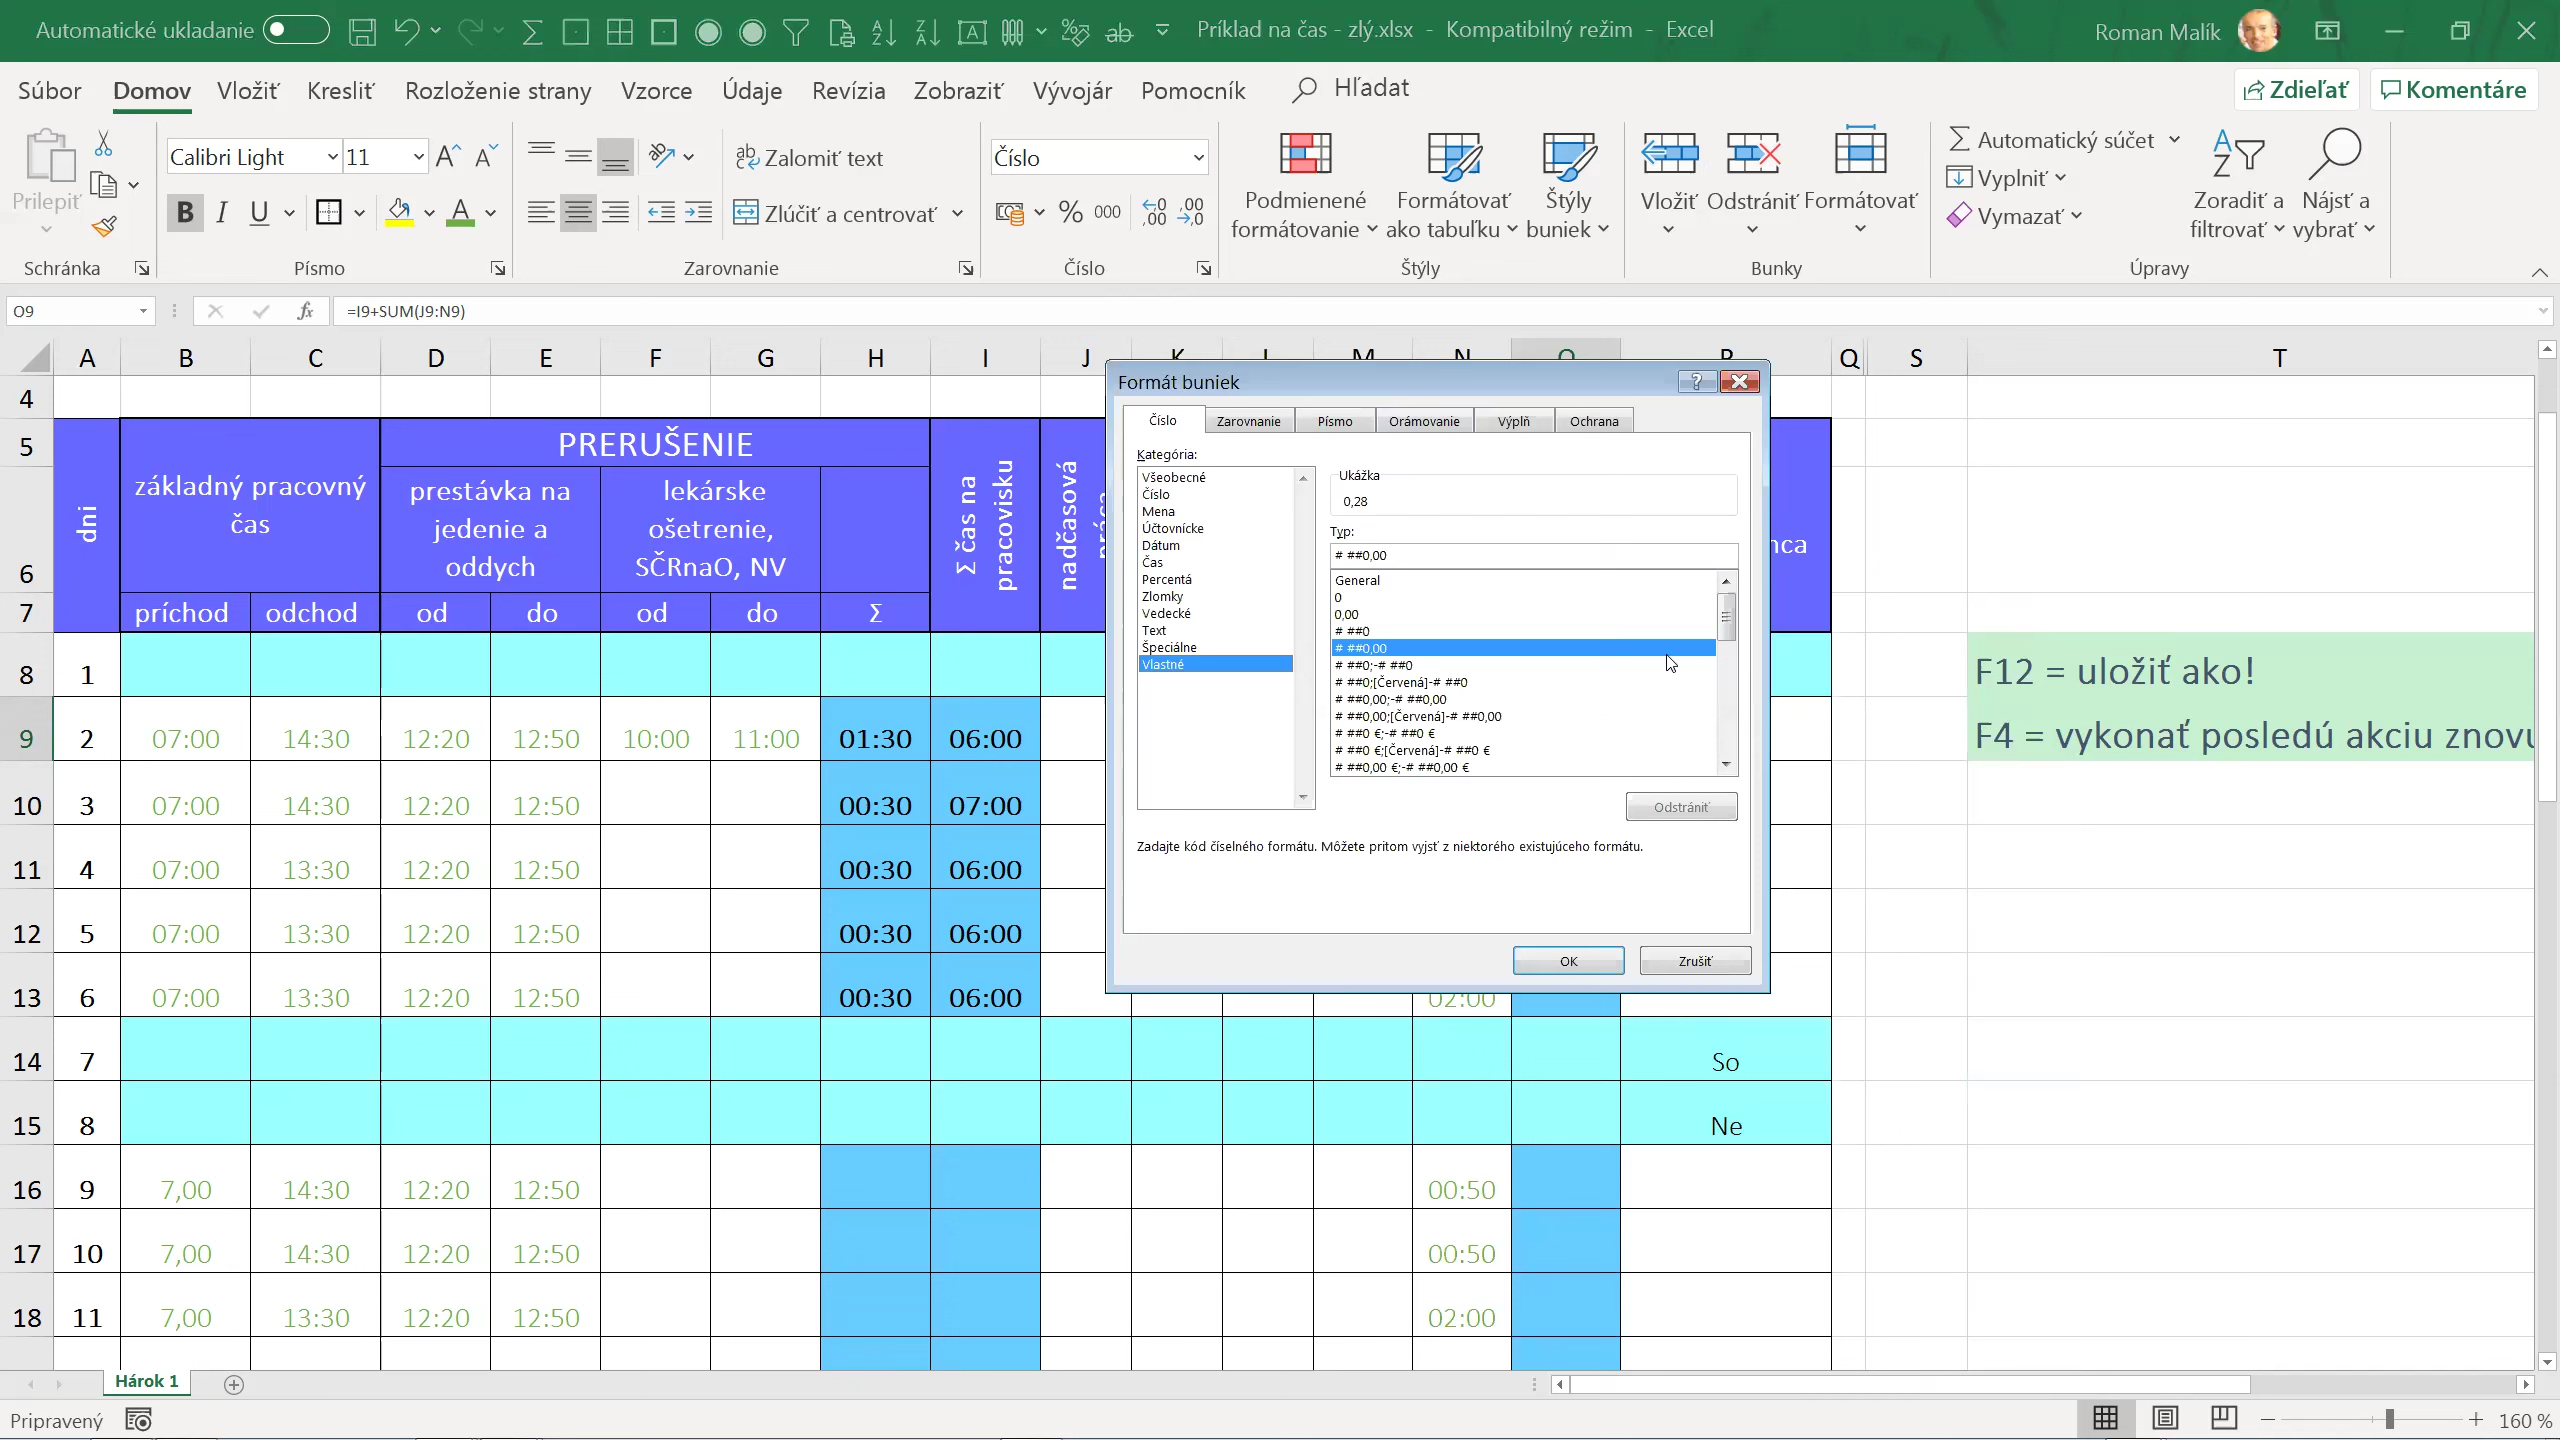 Automatické ukladanie
Príklad na čas - zlý.xlsx - Kompatibilný režim - Excel
Roman Malík
Súbor Domov Vložiť Kresliť Rozloženie strany Vzorce Údaje Revízia Zobraziť Vývojár Pomocník Hľadať
Zdieľať Komentáre
Prilepiť
Schránka
Calibri Light 11
B I U
Písmo
Zalomiť text
Zlúčiť a centrovať
Zarovnanie
Číslo
% 000
Číslo
Podmienené formátovanie
Formátovať ako tabuľku
Štýly buniek
Štýly
Vložiť Odstrániť Formátovať
Bunky
Automatický súčet
Vyplniť
Vymazať
Zoradiť a filtrovať
Nájsť a vybrať
Úpravy
O9 fx =I9+SUM(J9:N9)
A B C D E F G H I J Q S T
4
5
6
7
dni
základný pracovný čas
PRERUŠENIE
prestávka na jedenie a oddych
lekárske ošetrenie, SČRnaO, NV
Σ čas na pracovisku
nadčasová
príchod odchod od do od do Σ
8 1
9 2 07:00 14:30 12:20 12:50 10:00 11:00 01:30 06:00
10 3 07:00 14:30 12:20 12:50 00:30 07:00
11 4 07:00 13:30 12:20 12:50 00:30 06:00
12 5 07:00 13:30 12:20 12:50 00:30 06:00
13 6 07:00 13:30 12:20 12:50 00:30 06:00 02:00
14 7 So
15 8 Ne
16 9 7,00 14:30 12:20 12:50 00:50
17 10 7,00 14:30 12:20 12:50 00:50
18 11 7,00 13:30 12:20 12:50 02:00
F12 = uložiť ako!
F4 = vykonať posledú akciu znovu
Formát buniek
Číslo Zarovnanie Písmo Orámovanie Výplň Ochrana
Kategória:
Všeobecné
Číslo
Mena
Účtovnícke
Dátum
Čas
Percentá
Zlomky
Vedecké
Text
Špeciálne
Vlastné
Ukážka
0,28
Typ:
# ##0,00
General
0
0,00
# ##0
# ##0,00
# ##0;-# ##0
# ##0;[Červená]-# ##0
# ##0,00;-# ##0,00
# ##0,00;[Červená]-# ##0,00
# ##0 €;-# ##0 €
# ##0 €;[Červená]-# ##0 €
# ##0,00 €;-# ##0,00 €
Odstrániť
Zadajte kód číselného formátu. Môžete pritom vyjsť z niektorého existujúceho formátu.
OK Zrušiť
Hárok 1
Pripravený
160 %